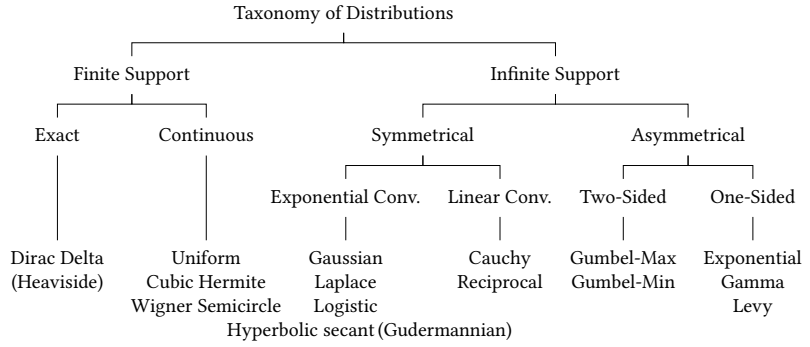 Taxonomy of Distributions
Finite Support
Infinite Support
Exact
Continuous
Symmetrical
Asymmetrical
Exponential Conv.
Linear Conv.
Two-Sided
One-Sided
Dirac Delta
(Heaviside)
Uniform
Cubic Hermite
Wigner Semicircle
Gaussian
Laplace
Logistic
Hyperbolic secant (Gudermannian)
Cauchy
Reciprocal
Gumbel-Max
Gumbel-Min
Exponential
Gamma
Levy